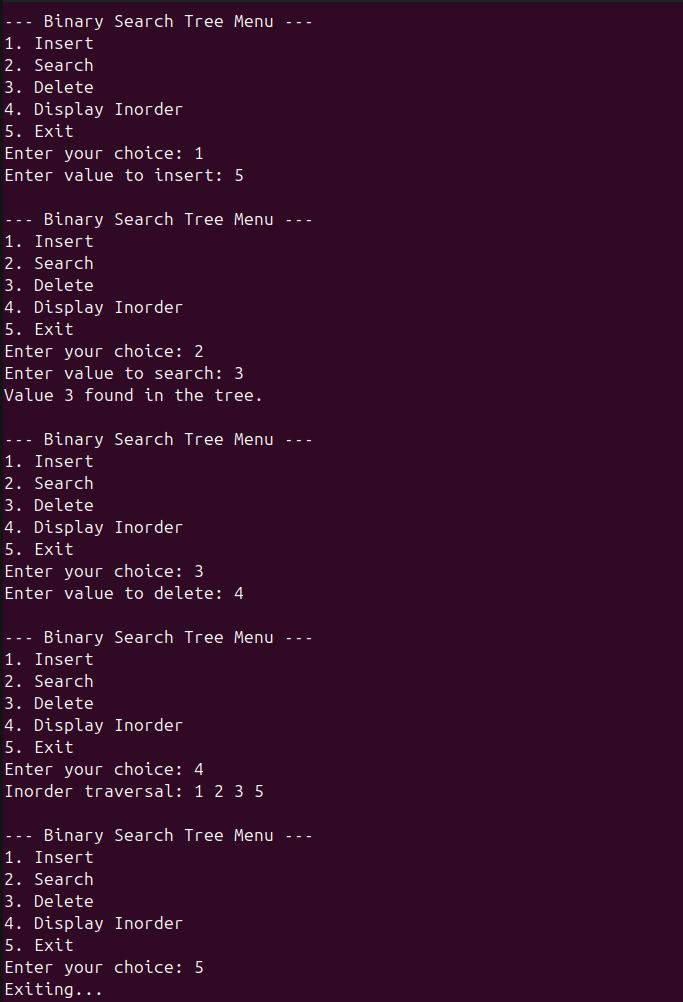 --- Binary Search Tree Menu ---
1. Insert
2. Search
3. Delete
4. Display Inorder
5. Exit
Enter your choice: 1
Enter value to insert: 5

--- Binary Search Tree Menu ---
1. Insert
2. Search
3. Delete
4. Display Inorder
5. Exit
Enter your choice: 2
Enter value to search: 3
Value 3 found in the tree.

--- Binary Search Tree Menu ---
1. Insert
2. Search
3. Delete
4. Display Inorder
5. Exit
Enter your choice: 3
Enter value to delete: 4

--- Binary Search Tree Menu ---
1. Insert
2. Search
3. Delete
4. Display Inorder
5. Exit
Enter your choice: 4
Inorder traversal: 1 2 3 5

--- Binary Search Tree Menu ---
1. Insert
2. Search
3. Delete
4. Display Inorder
5. Exit
Enter your choice: 5
Exiting...